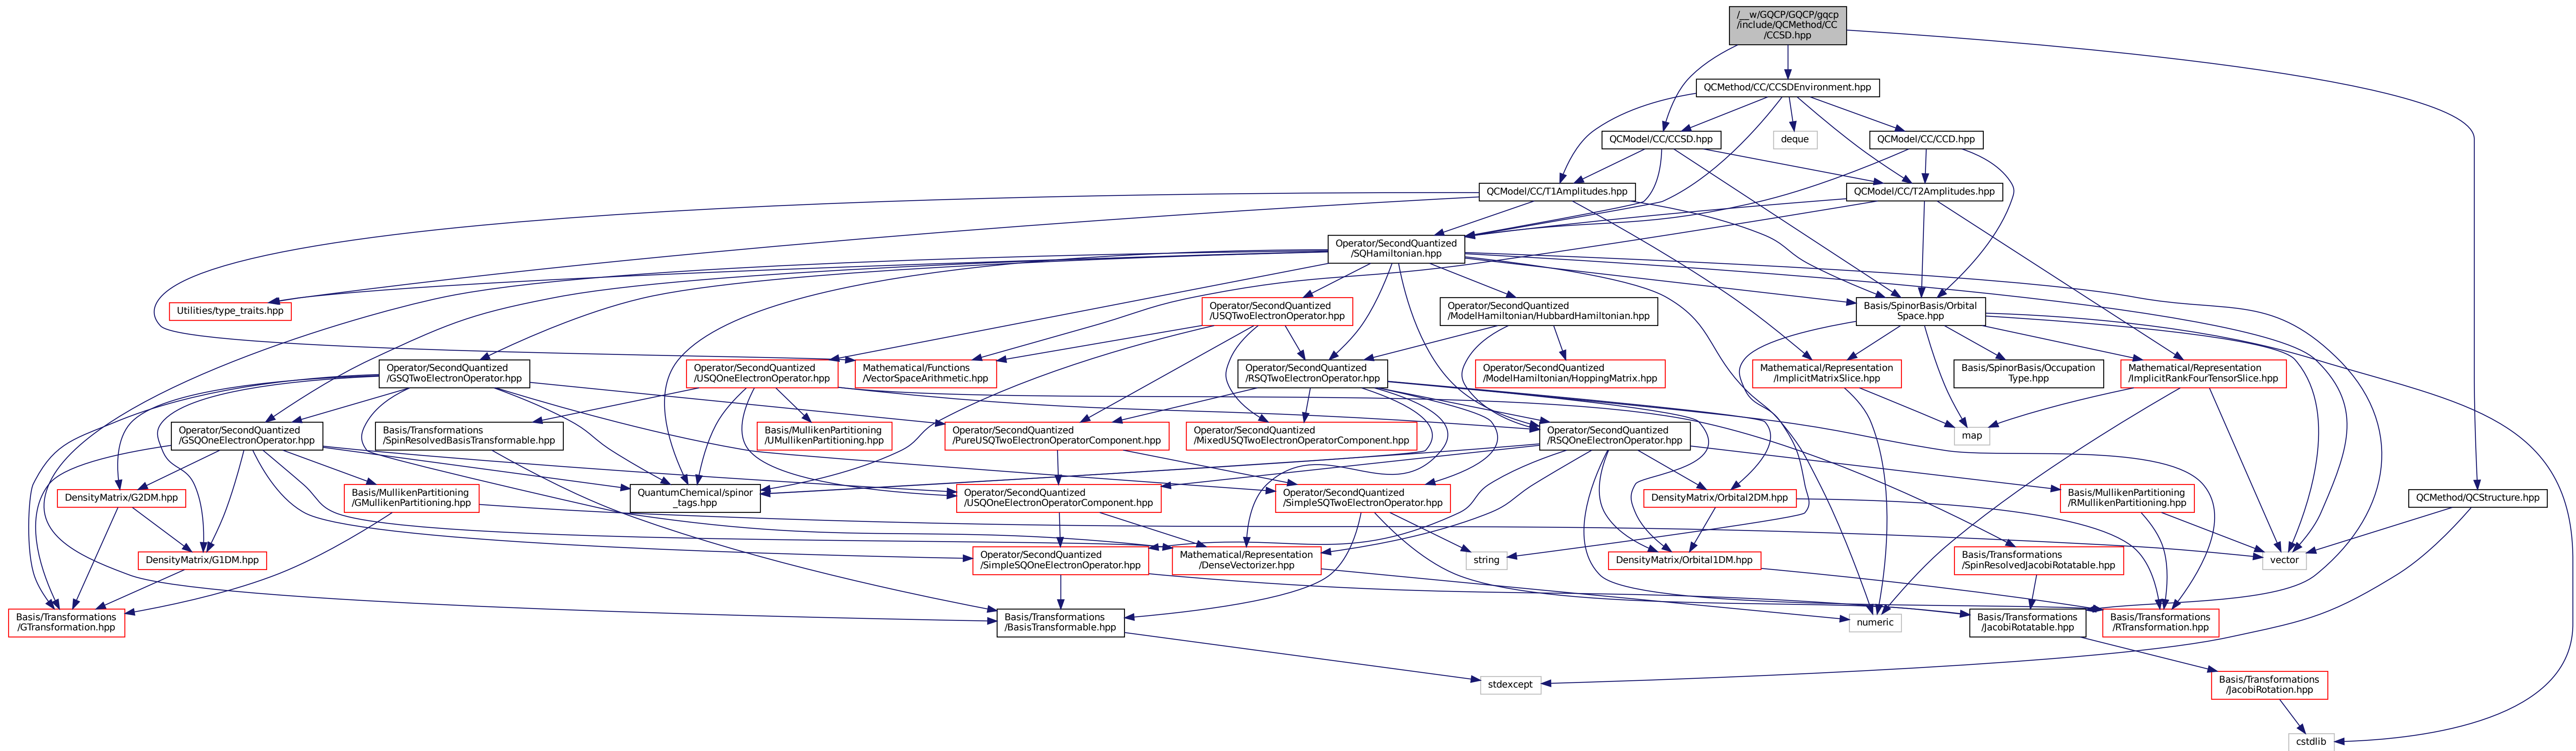 /__w/GQCP/GQCP/gqcp
/include/QCMethod/CC
/CCSD.hpp
QCMethod/CC/CCSDEnvironment.hpp
QCModel/CC/CCSD.hpp
deque
QCModel/CC/CCD.hpp
QCModel/CC/T1Amplitudes.hpp
QCModel/CC/T2Amplitudes.hpp
Operator/SecondQuantized
/SQHamiltonian.hpp
Utilities/type_traits.hpp
Operator/SecondQuantized
/USQTwoElectronOperator.hpp
Operator/SecondQuantized
/ModelHamiltonian/HubbardHamiltonian.hpp
Basis/SpinorBasis/Orbital
Space.hpp
Operator/SecondQuantized
/GSQTwoElectronOperator.hpp
Operator/SecondQuantized
/USQOneElectronOperator.hpp
Mathematical/Functions
/VectorSpaceArithmetic.hpp
Operator/SecondQuantized
/RSQTwoElectronOperator.hpp
Operator/SecondQuantized
/ModelHamiltonian/HoppingMatrix.hpp
Mathematical/Representation
/ImplicitMatrixSlice.hpp
Basis/SpinorBasis/Occupation
Type.hpp
Mathematical/Representation
/ImplicitRankFourTensorSlice.hpp
Operator/SecondQuantized
/GSQOneElectronOperator.hpp
Basis/Transformations
/SpinResolvedBasisTransformable.hpp
Basis/MullikenPartitioning
/UMullikenPartitioning.hpp
Operator/SecondQuantized
/PureUSQTwoElectronOperatorComponent.hpp
Operator/SecondQuantized
/MixedUSQTwoElectronOperatorComponent.hpp
Operator/SecondQuantized
/RSQOneElectronOperator.hpp
map
DensityMatrix/G2DM.hpp
Basis/MullikenPartitioning
/GMullikenPartitioning.hpp
QuantumChemical/spinor
_tags.hpp
Operator/SecondQuantized
/USQOneElectronOperatorComponent.hpp
Operator/SecondQuantized
/SimpleSQTwoElectronOperator.hpp
DensityMatrix/Orbital2DM.hpp
Basis/MullikenPartitioning
/RMullikenPartitioning.hpp
QCMethod/QCStructure.hpp
DensityMatrix/G1DM.hpp
Operator/SecondQuantized
/SimpleSQOneElectronOperator.hpp
Mathematical/Representation
/DenseVectorizer.hpp
string
DensityMatrix/Orbital1DM.hpp
Basis/Transformations
/SpinResolvedJacobiRotatable.hpp
vector
Basis/Transformations
/GTransformation.hpp
Basis/Transformations
/BasisTransformable.hpp
numeric
Basis/Transformations
/JacobiRotatable.hpp
Basis/Transformations
/RTransformation.hpp
stdexcept
Basis/Transformations
/JacobiRotation.hpp
cstdlib